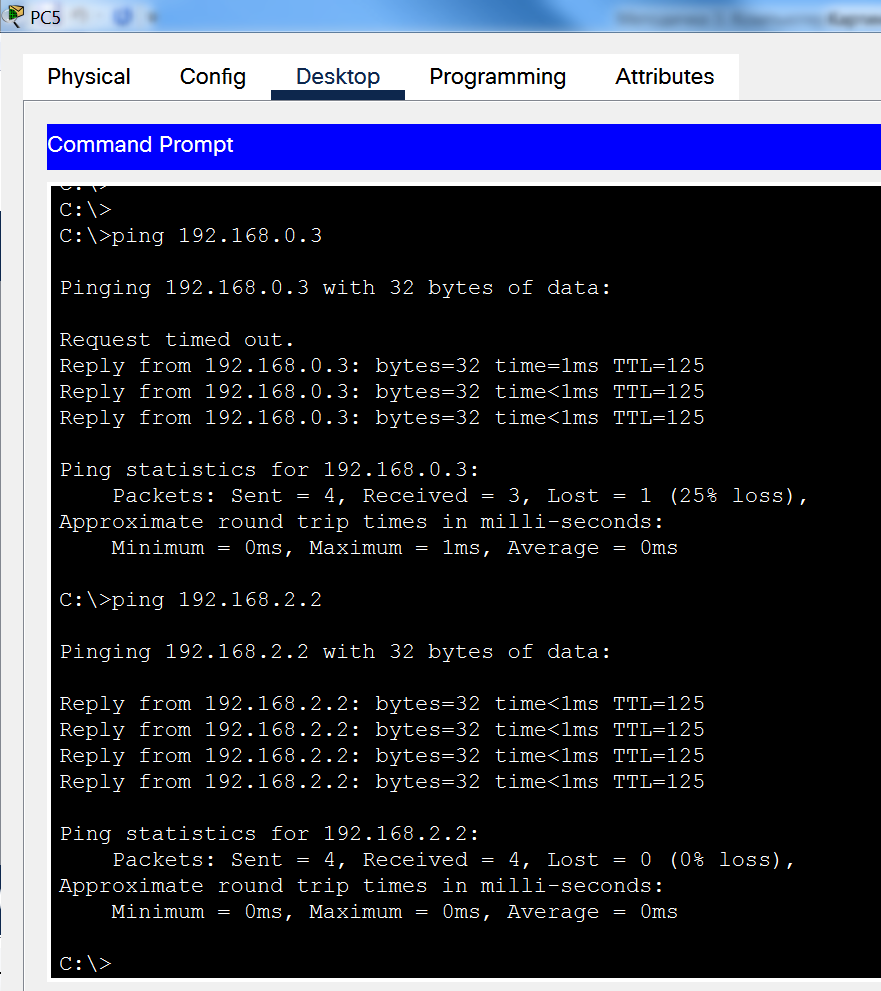 PC5
Physical Config Desktop Programming Attributes
Command Prompt
C:\>
C:\>
C:\>ping 192.168.0.3
Pinging 192.168.0.3 with 32 bytes of data:
Request timed out.
Reply from 192.168.0.3: bytes=32 time=1ms TTL=125
Reply from 192.168.0.3: bytes=32 time<1ms TTL=125
Reply from 192.168.0.3: bytes=32 time<1ms TTL=125
Ping statistics for 192.168.0.3:
    Packets: Sent = 4, Received = 3, Lost = 1 (25% loss),
Approximate round trip times in milli-seconds:
    Minimum = 0ms, Maximum = 1ms, Average = 0ms
C:\>ping 192.168.2.2
Pinging 192.168.2.2 with 32 bytes of data:
Reply from 192.168.2.2: bytes=32 time<1ms TTL=125
Reply from 192.168.2.2: bytes=32 time<1ms TTL=125
Reply from 192.168.2.2: bytes=32 time<1ms TTL=125
Reply from 192.168.2.2: bytes=32 time<1ms TTL=125
Ping statistics for 192.168.2.2:
    Packets: Sent = 4, Received = 4, Lost = 0 (0% loss),
Approximate round trip times in milli-seconds:
    Minimum = 0ms, Maximum = 0ms, Average = 0ms
C:\>